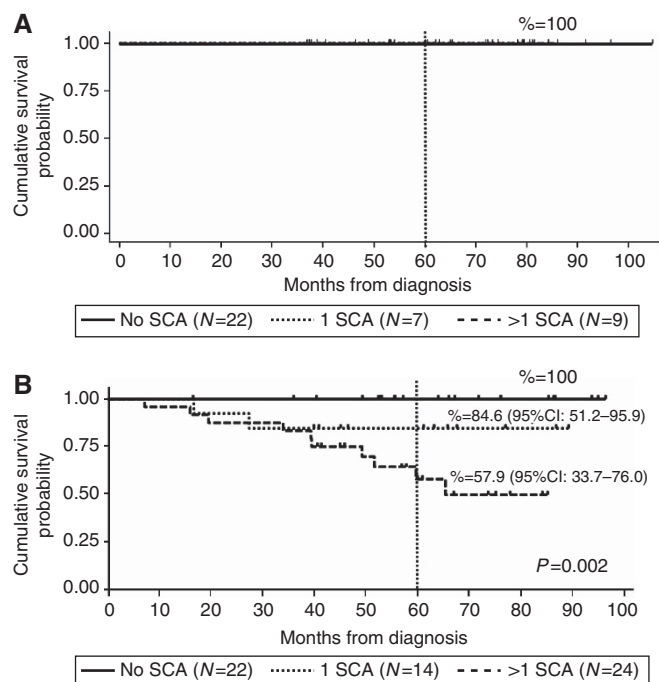 A
%=100
Cumulative survival
probability
1.00
0.75
0.50
0.25
0.00
0 10 20 30 40 50 60 70 80 90 100
Months from diagnosis
No SCA (N=22) 1 SCA (N=7) >1 SCA (N=9)
B
%=100
Cumulative survival
probability
1.00
0.75
0.50
0.25
0.00
%=84.6 (95%CI: 51.2–95.9)
%=57.9 (95%CI: 33.7–76.0)
P=0.002
0 10 20 30 40 50 60 70 80 90 100
Months from diagnosis
No SCA (N=22) 1 SCA (N=14) >1 SCA (N=24)